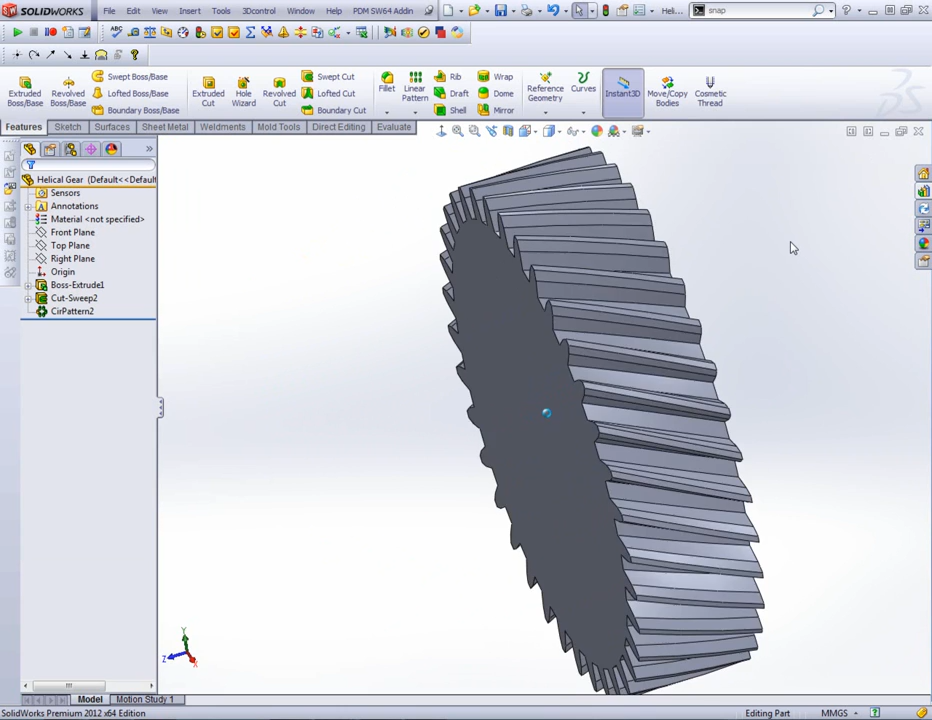 SOLIDWORKS File Edit View Insert Tools 3Dcontrol Window Help PDM SW64 Addin Heli... snap
Extruded Boss/Base Revolved Boss/Base Swept Boss/Base Lofted Boss/Base Boundary Boss/Base Extruded Cut Hole Wizard Revolved Cut Swept Cut Lofted Cut Boundary Cut Fillet Linear Pattern Rib Draft Shell Wrap Dome Mirror Reference Geometry Curves Instant3D Move/Copy Bodies Cosmetic Thread
Features Sketch Surfaces Sheet Metal Weldments Mold Tools Direct Editing Evaluate
Helical Gear (Default<<Default
Sensors
Annotations
Material <not specified>
Front Plane
Top Plane
Right Plane
Origin
Boss-Extrude1
Cut-Sweep2
CirPattern2
Y
Z X
Model Motion Study 1
SolidWorks Premium 2012 x64 Edition Editing Part MMGS